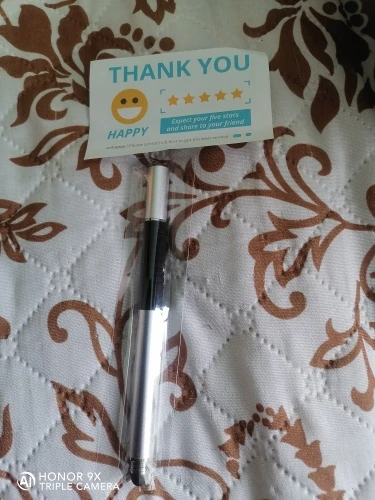 THANK YOU
HAPPY
Expect your five stars
and share to your friend
HONOR 9X
TRIPLE CAMERA